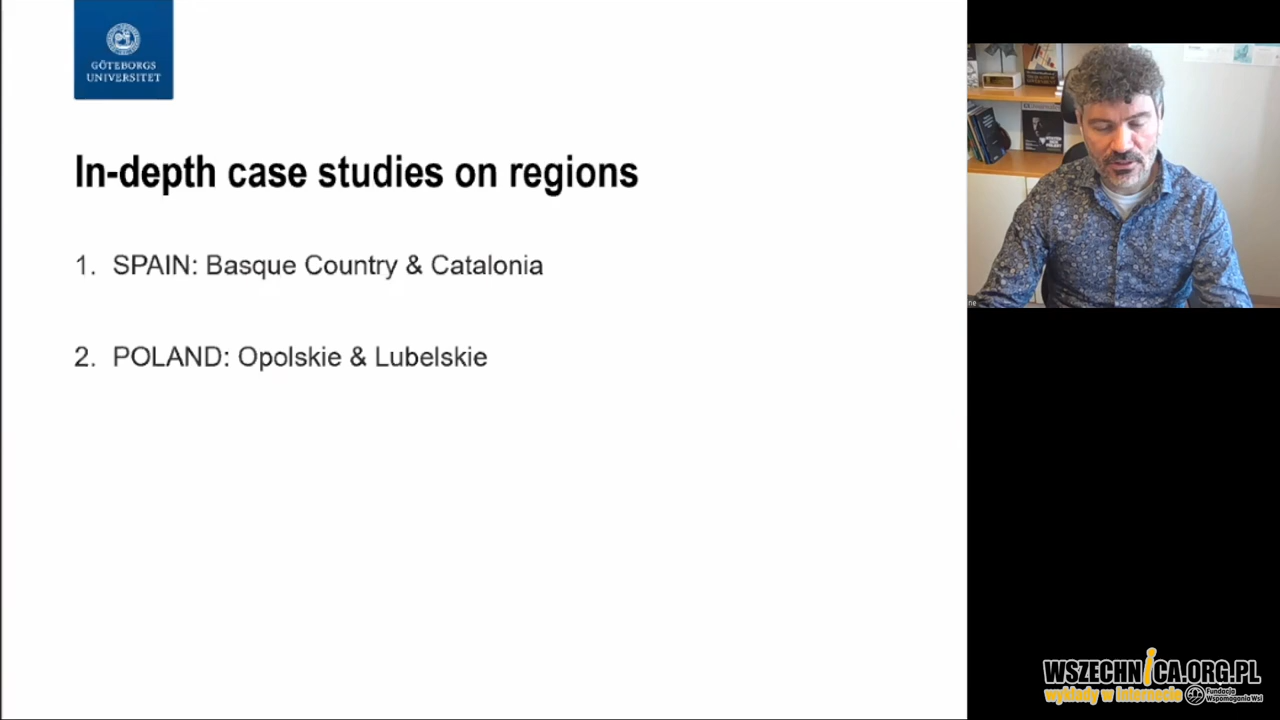 GÖTEBORGS
UNIVERSITET
In-depth case studies on regions
1. SPAIN: Basque Country & Catalonia
2. POLAND: Opolskie & Lubelskie
ne
WSZECHNICA.ORG.PL
wykłady w internecie
Fundacja
Wspomagania Wsi